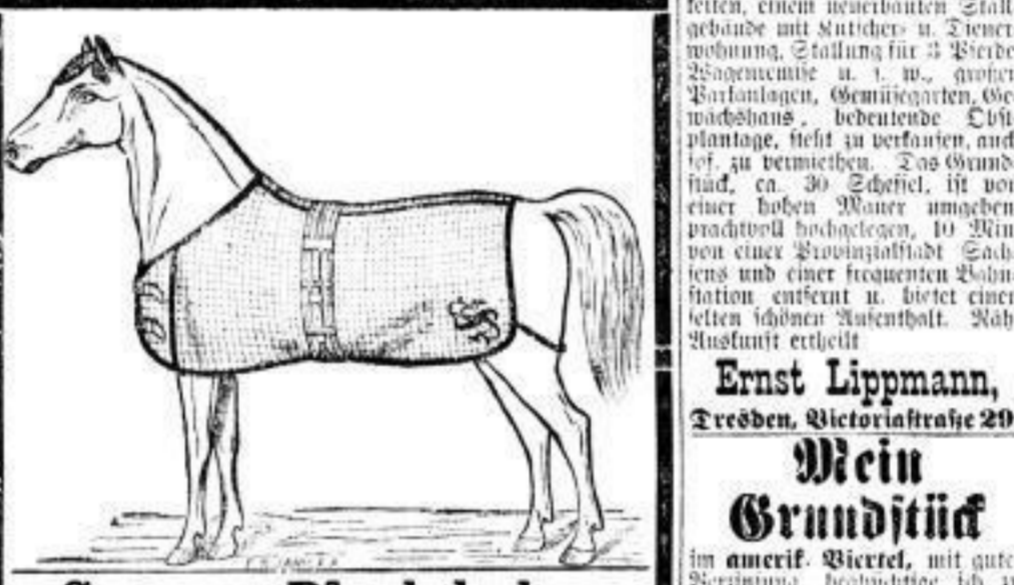 neuerbauten Stall
gebäude mit Kutscher- u. Diener
wohnung, Stallung für 3 Pferde
Wagenremise u. s. w., großen
Parkanlagen, Gemüsegarten, Ge
wächshaus, bedeutende Obst
plantage, steht zu verkaufen, auch
sof. zu vermiethen. Das Grund
stück, ca. 30 Scheffel, ist von
einer hohen Mauer umgeben
prachtvoll hochgelegen, 10 Min
von einer Provinzialstadt Sach
sens und einer frequenten Bahn
station entfernt u. bietet einen
selten schönen Aufenthalt. Näh
Auskunft ertheilt
Ernst Lippmann,
Dresden, Victoriastraße 29
Mein
Grundstück
im amerik. Viertel, mit gute